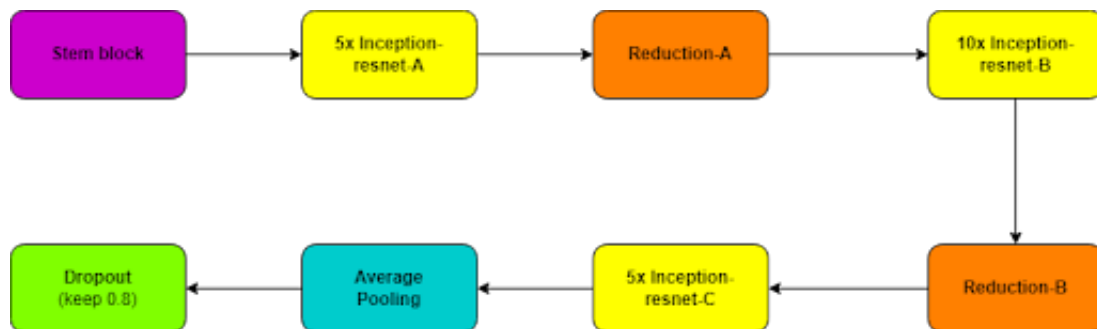 Stem block
5x Inception-
resnet-A
Reduction-A
10x Inception-
resnet-B
Dropout
(keep 0.8)
Average
Pooling
5x Inception-
resnet-C
Reduction-B